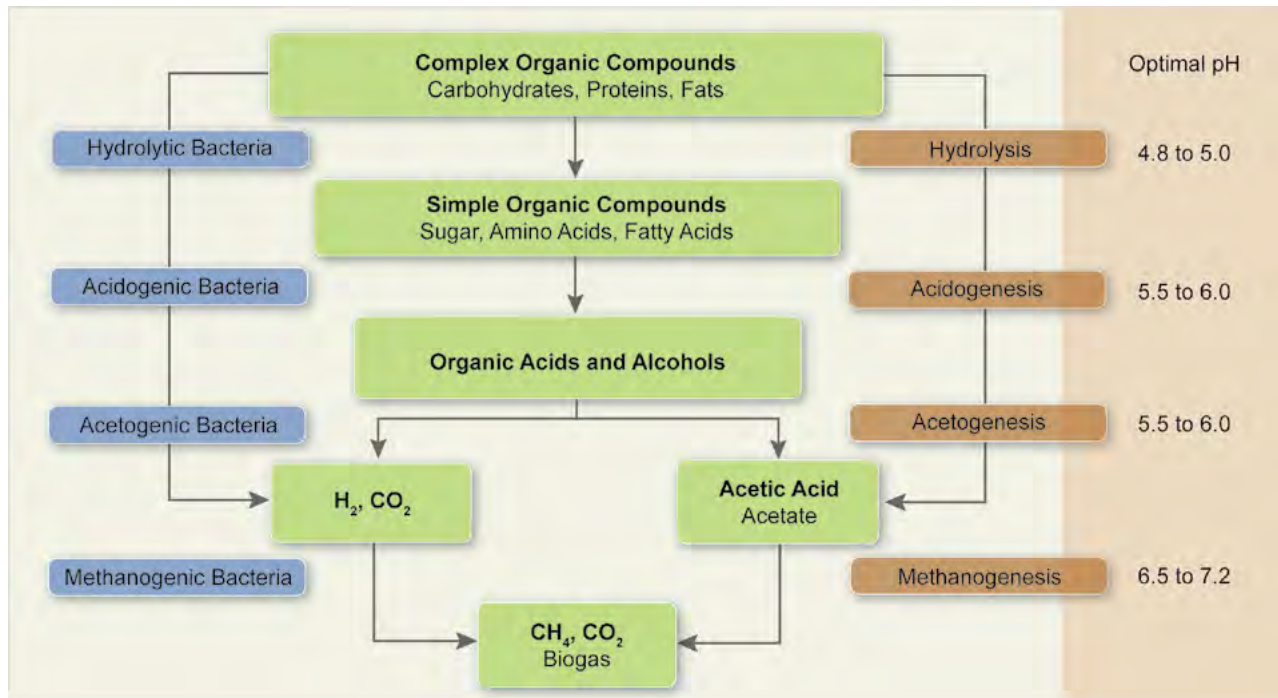 Complex Organic Compounds
Carbohydrates, Proteins, Fats
Optimal pH
Hydrolytic Bacteria
Hydrolysis
4.8 to 5.0
Simple Organic Compounds
Sugar, Amino Acids, Fatty Acids
Acidogenic Bacteria
Acidogenesis
5.5 to 6.0
Organic Acids and Alcohols
Acetogenic Bacteria
Acetogenesis
5.5 to 6.0
H₂, CO₂
Acetic Acid
Acetate
Methanogenic Bacteria
Methanogenesis
6.5 to 7.2
CH₄, CO₂
Biogas